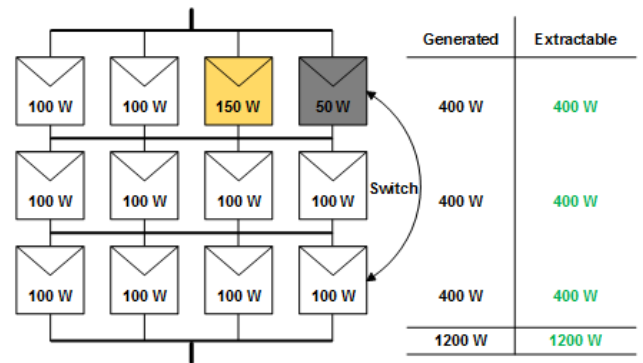 Generated Extractable
100 W 100 W 150 W 50 W 400 W 400 W
100 W 100 W 100 W 100 W Switch 400 W 400 W
100 W 100 W 100 W 100 W 400 W 400 W
1200 W 1200 W